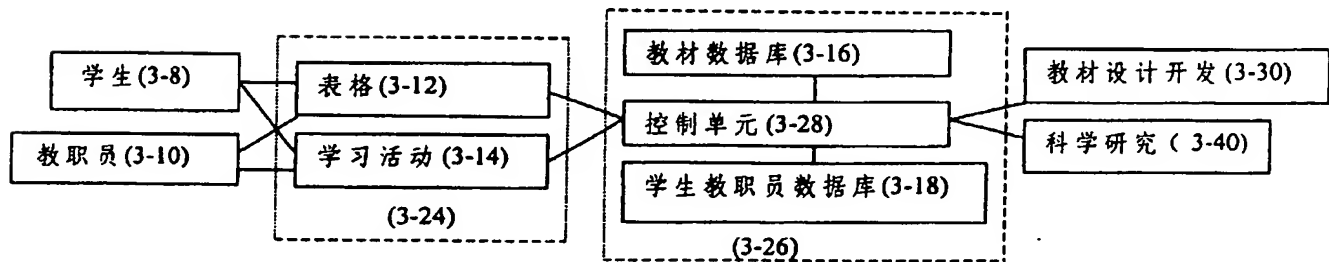 学生(3-8)
教职员(3-10)
表格(3-12)
学习活动(3-14)
(3-24)
教材数据库(3-16)
控制单元(3-28)
学生教职员数据库(3-18)
(3-26)
教材设计开发(3-30)
科学研究( 3-40)